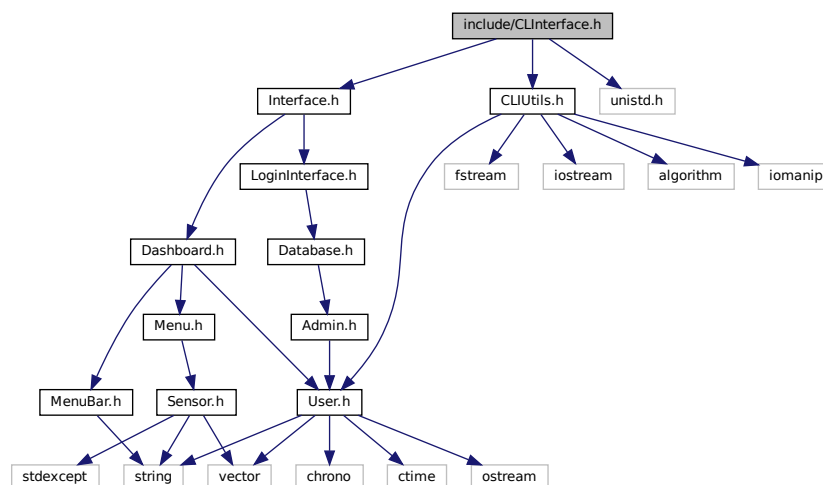 include/CLInterface.h
Interface.h
CLIUtils.h
unistd.h
LoginInterface.h
fstream
iostream
algorithm
iomanip
Dashboard.h
Database.h
Menu.h
Admin.h
MenuBar.h
Sensor.h
User.h
stdexcept
string
vector
chrono
ctime
ostream